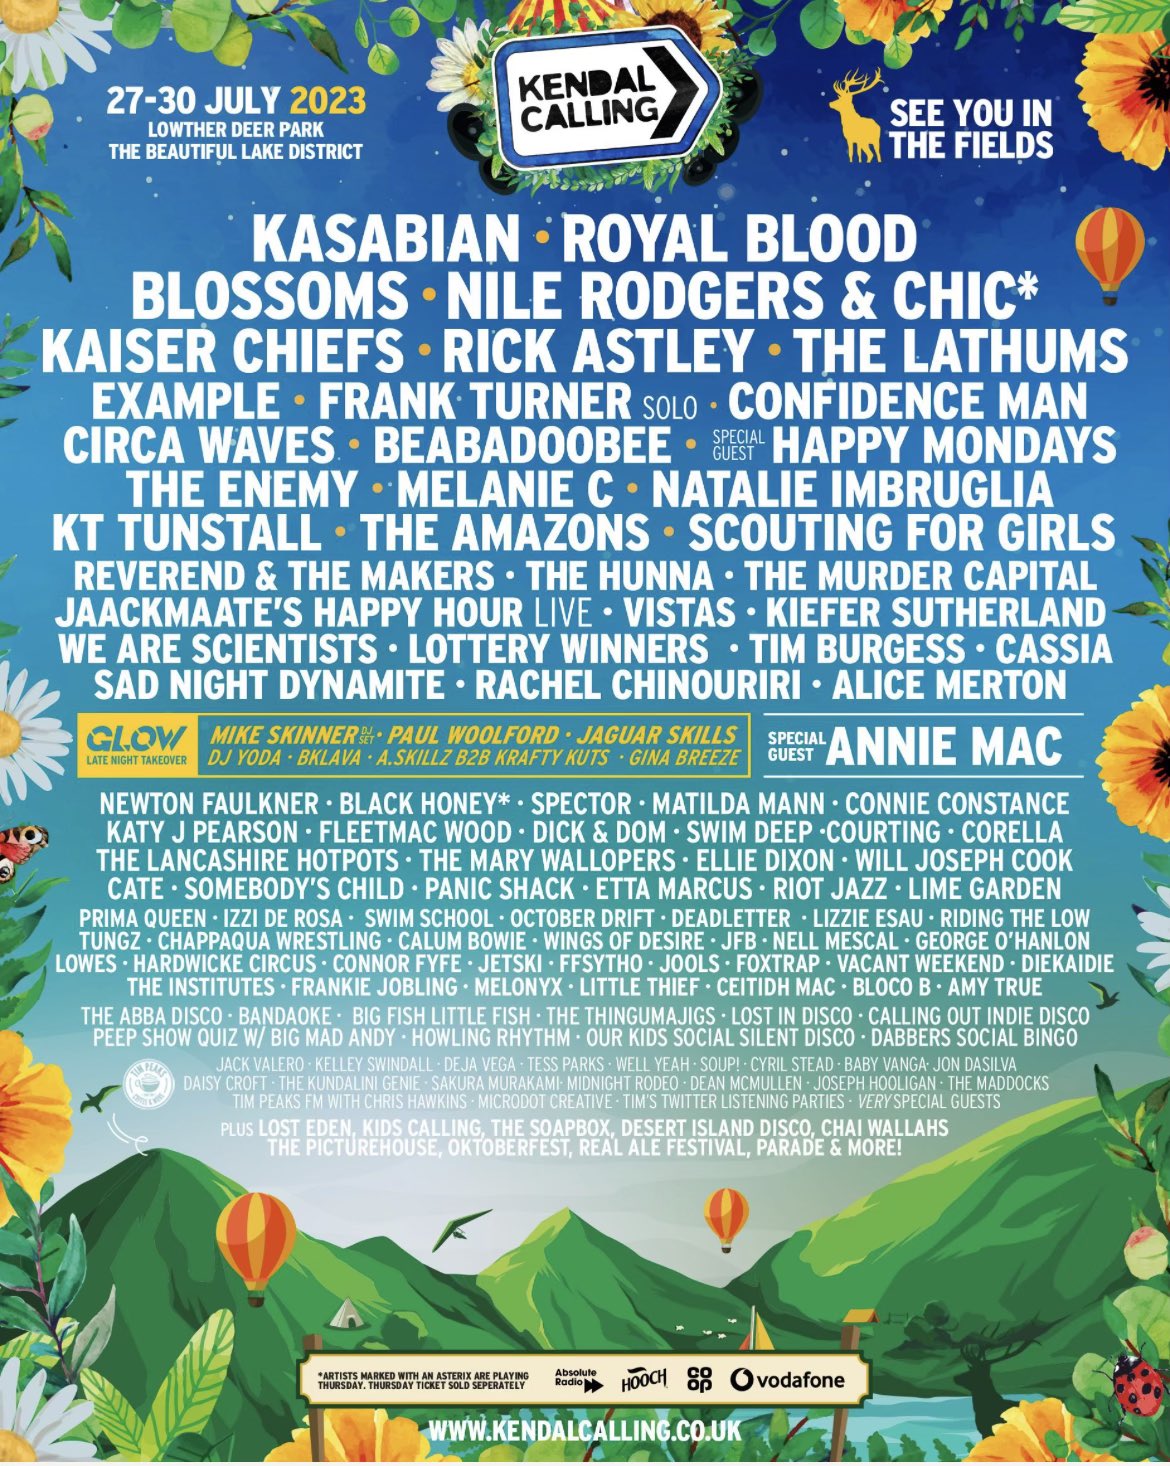 KENDAL
CALLING
27-30 JULY 2023
LOWTHER DEER PARK
THE BEAUTIFUL LAKE DISTRICT
SEE YOU IN
THE FIELDS
KASABIAN • ROYAL BLOOD
BLOSSOMS • NILE RODGERS & CHIC*
KAISER CHIEFS • RICK ASTLEY • THE LATHUMS
EXAMPLE • FRANK TURNER SOLO • CONFIDENCE MAN
CIRCA WAVES • BEABADOOBEE • SPECIAL GUEST HAPPY MONDAYS
THE ENEMY • MELANIE C • NATALIE IMBRUGLIA
KT TUNSTALL • THE AMAZONS • SCOUTING FOR GIRLS
REVEREND & THE MAKERS • THE HUNNA • THE MURDER CAPITAL
JAACKMAATE'S HAPPY HOUR LIVE • VISTAS • KIEFER SUTHERLAND
WE ARE SCIENTISTS • LOTTERY WINNERS • TIM BURGESS • CASSIA
SAD NIGHT DYNAMITE • RACHEL CHINOURIRI • ALICE MERTON
GLOW
LATE NIGHT TAKEOVER
MIKE SKINNER DJ SET • PAUL WOOLFORD • JAGUAR SKILLS
DJ YODA • BKLAVA • A.SKILLZ B2B KRAFTY KUTS • GINA BREEZE
SPECIAL GUEST ANNIE MAC
NEWTON FAULKNER • BLACK HONEY* • SPECTOR • MATILDA MANN • CONNIE CONSTANCE
KATY J PEARSON • FLEETMAC WOOD • DICK & DOM • SWIM DEEP •COURTING • CORELLA
THE LANCASHIRE HOTPOTS • THE MARY WALLOPERS • ELLIE DIXON • WILL JOSEPH COOK
CATE • SOMEBODY'S CHILD • PANIC SHACK • ETTA MARCUS • RIOT JAZZ • LIME GARDEN
PRIMA QUEEN • IZZI DE ROSA • SWIM SCHOOL • OCTOBER DRIFT • DEADLETTER • LIZZIE ESAU • RIDING THE LOW
TUNGZ • CHAPPAQUA WRESTLING • CALUM BOWIE • WINGS OF DESIRE • JFB • NELL MESCAL • GEORGE O'HANLON
LOWES • HARDWICKE CIRCUS • CONNOR FYFE • JETSKI • FFSYTHO • JOOLS • FOXTRAP • VACANT WEEKEND • DIEKAIDIE
THE INSTITUTES • FRANKIE JOBLING • MELONYX • LITTLE THIEF • CEITIDH MAC • BLOCO B • AMY TRUE
THE ABBA DISCO • BANDAOKE • BIG FISH LITTLE FISH • THE THINGUMAJIGS • LOST IN DISCO • CALLING OUT INDIE DISCO
PEEP SHOW QUIZ W/ BIG MAD ANDY • HOWLING RHYTHM • OUR KIDS SOCIAL SILENT DISCO • DABBERS SOCIAL BINGO
TIM PEAKS
JACK VALERO • KELLEY SWINDALL • DEJA VEGA • TESS PARKS • WELL YEAH • SOUP! • CYRIL STEAD • BABY VANGA• JON DASILVA
DAISY CROFT • THE KUNDALINI GENIE • SAKURA MURAKAMI• MIDNIGHT RODEO • DEAN MCMULLEN • JOSEPH HOOLIGAN • THE MADDOCKS
TIM PEAKS FM WITH CHRIS HAWKINS • MICRODOT CREATIVE • TIM'S TWITTER LISTENING PARTIES • VERY SPECIAL GUESTS
PLUS LOST EDEN, KIDS CALLING, THE SOAPBOX, DESERT ISLAND DISCO, CHAI WALLAHS
THE PICTUREHOUSE, OKTOBERFEST, REAL ALE FESTIVAL, PARADE & MORE!
*ARTISTS MARKED WITH AN ASTERIX ARE PLAYING
THURSDAY. THURSDAY TICKET SOLD SEPERATELY
Absolute
Radio
HOOCH
CO
OP
vodafone
WWW.KENDALCALLING.CO.UK